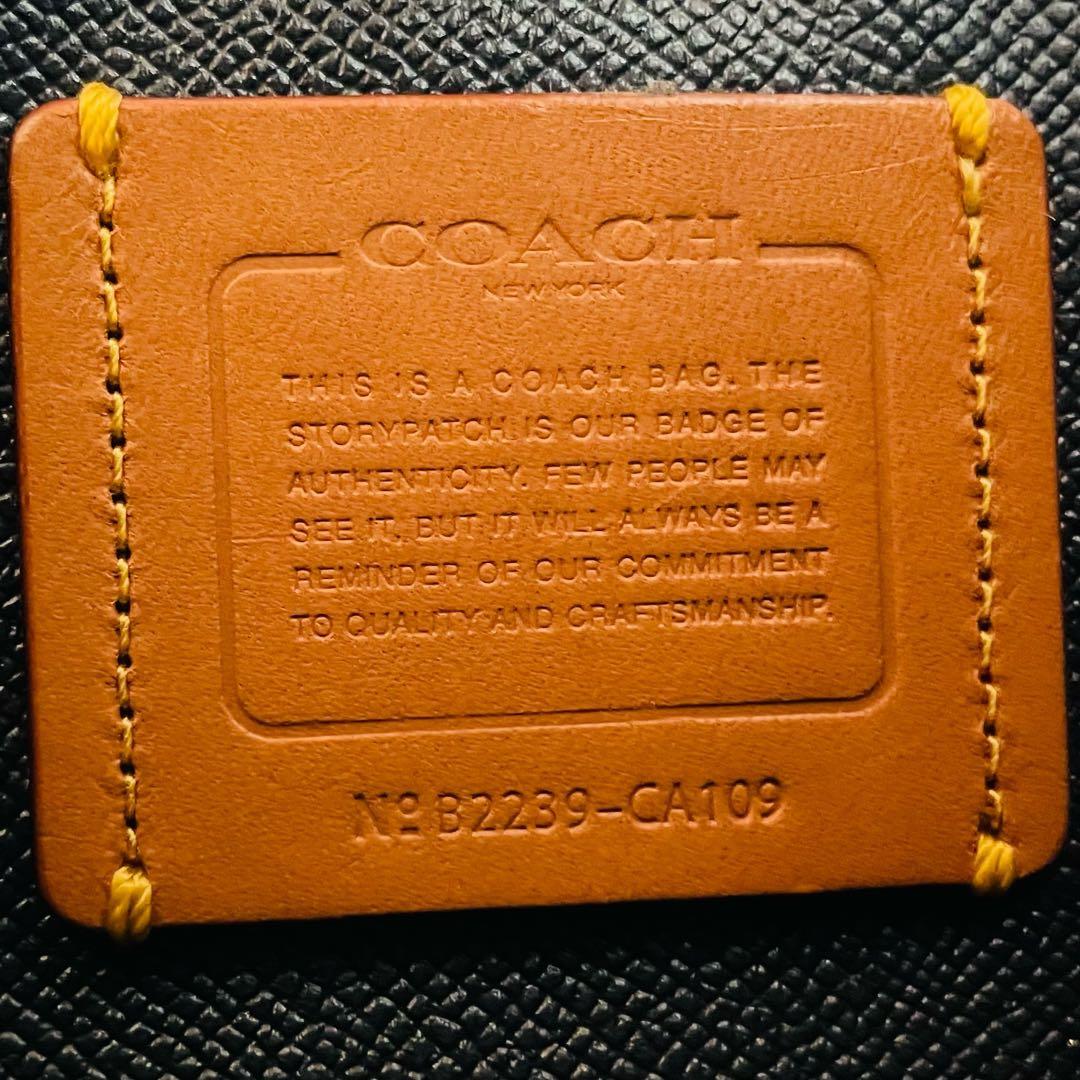 COACH
NEW YORK
THIS IS A COACH BAG. THE
STORYPATCH IS OUR BADGE OF
AUTHENTICITY. FEW PEOPLE MAY
SEE IT. BUT IT WILL ALWAYS BE A
REMINDER OF OUR COMMITMENT
TO QUALITY AND CRAFTSMANSHIP.
Nº B2239-CA109